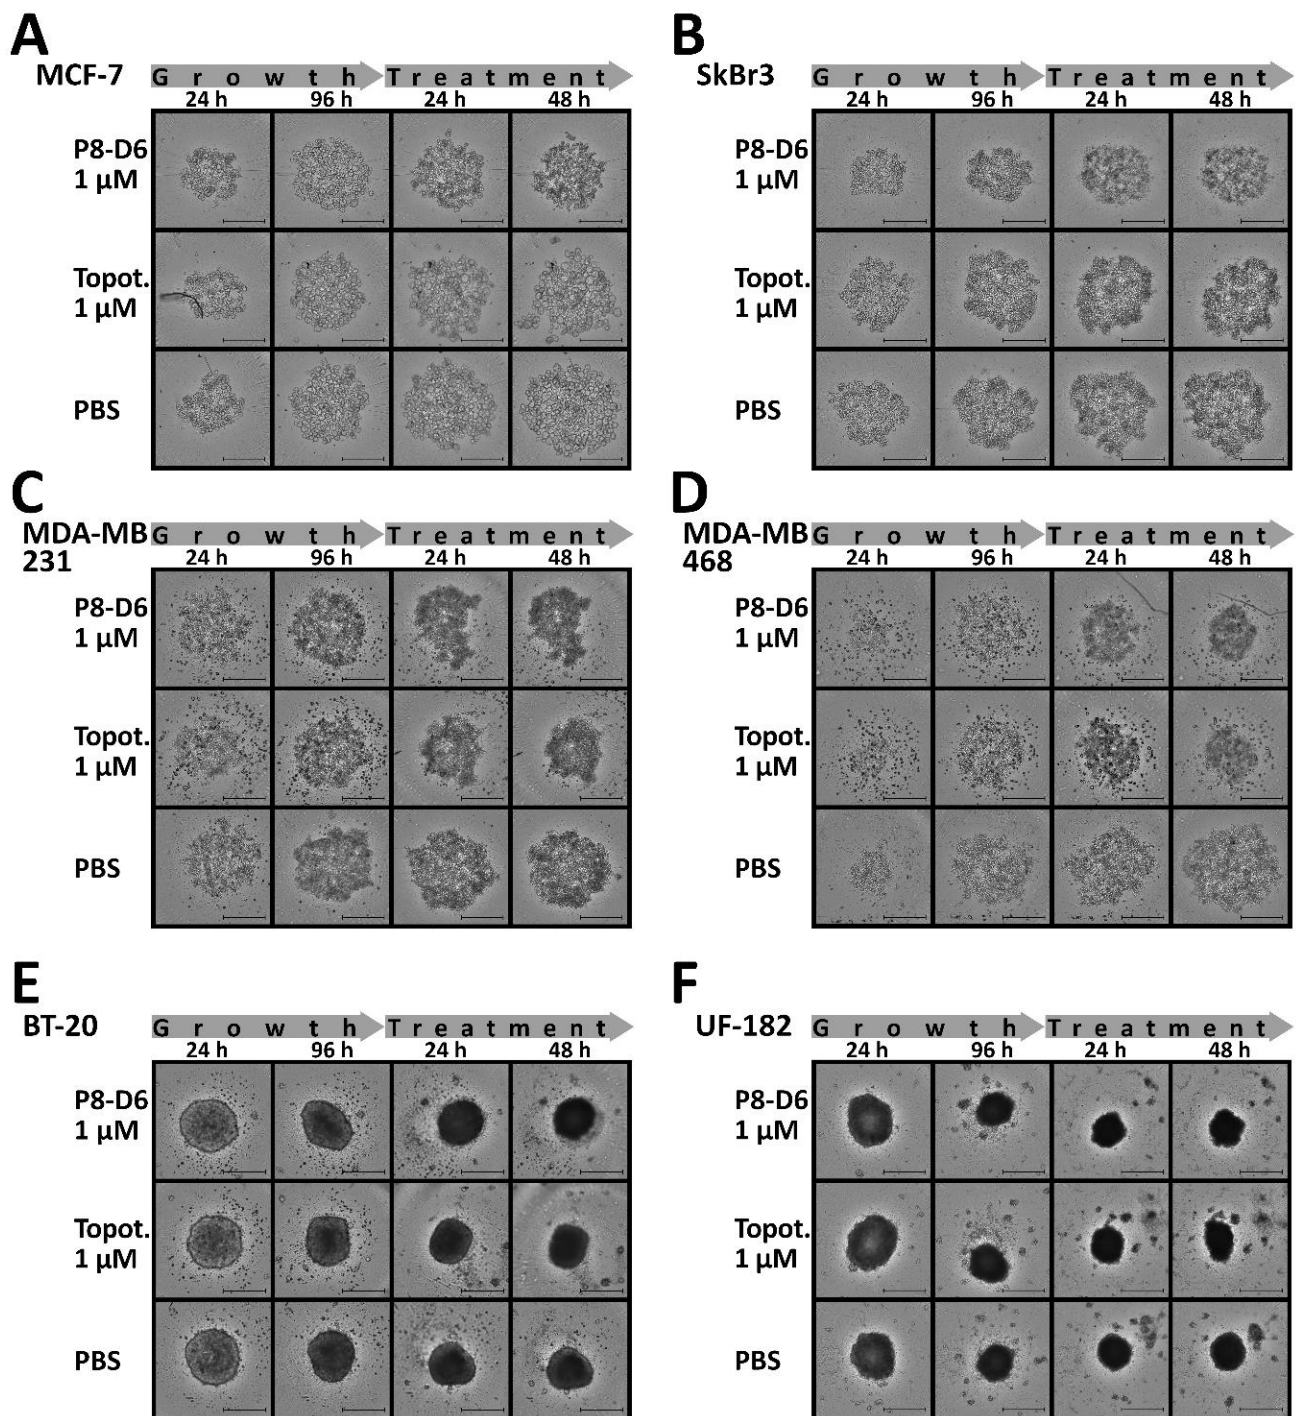 A
MCF-7
Growth Treatment
24 h 96 h 24 h 48 h
P8-D6
1 µM
Topot.
1 µM
PBS
B
SkBr3
Growth Treatment
24 h 96 h 24 h 48 h
P8-D6
1 µM
Topot.
1 µM
PBS
C
MDA-MB
231
Growth Treatment
24 h 96 h 24 h 48 h
P8-D6
1 µM
Topot.
1 µM
PBS
D
MDA-MB
468
Growth Treatment
24 h 96 h 24 h 48 h
P8-D6
1 µM
Topot.
1 µM
PBS
E
BT-20
Growth Treatment
24 h 96 h 24 h 48 h
P8-D6
1 µM
Topot.
1 µM
PBS
F
UF-182
Growth Treatment
24 h 96 h 24 h 48 h
P8-D6
1 µM
Topot.
1 µM
PBS